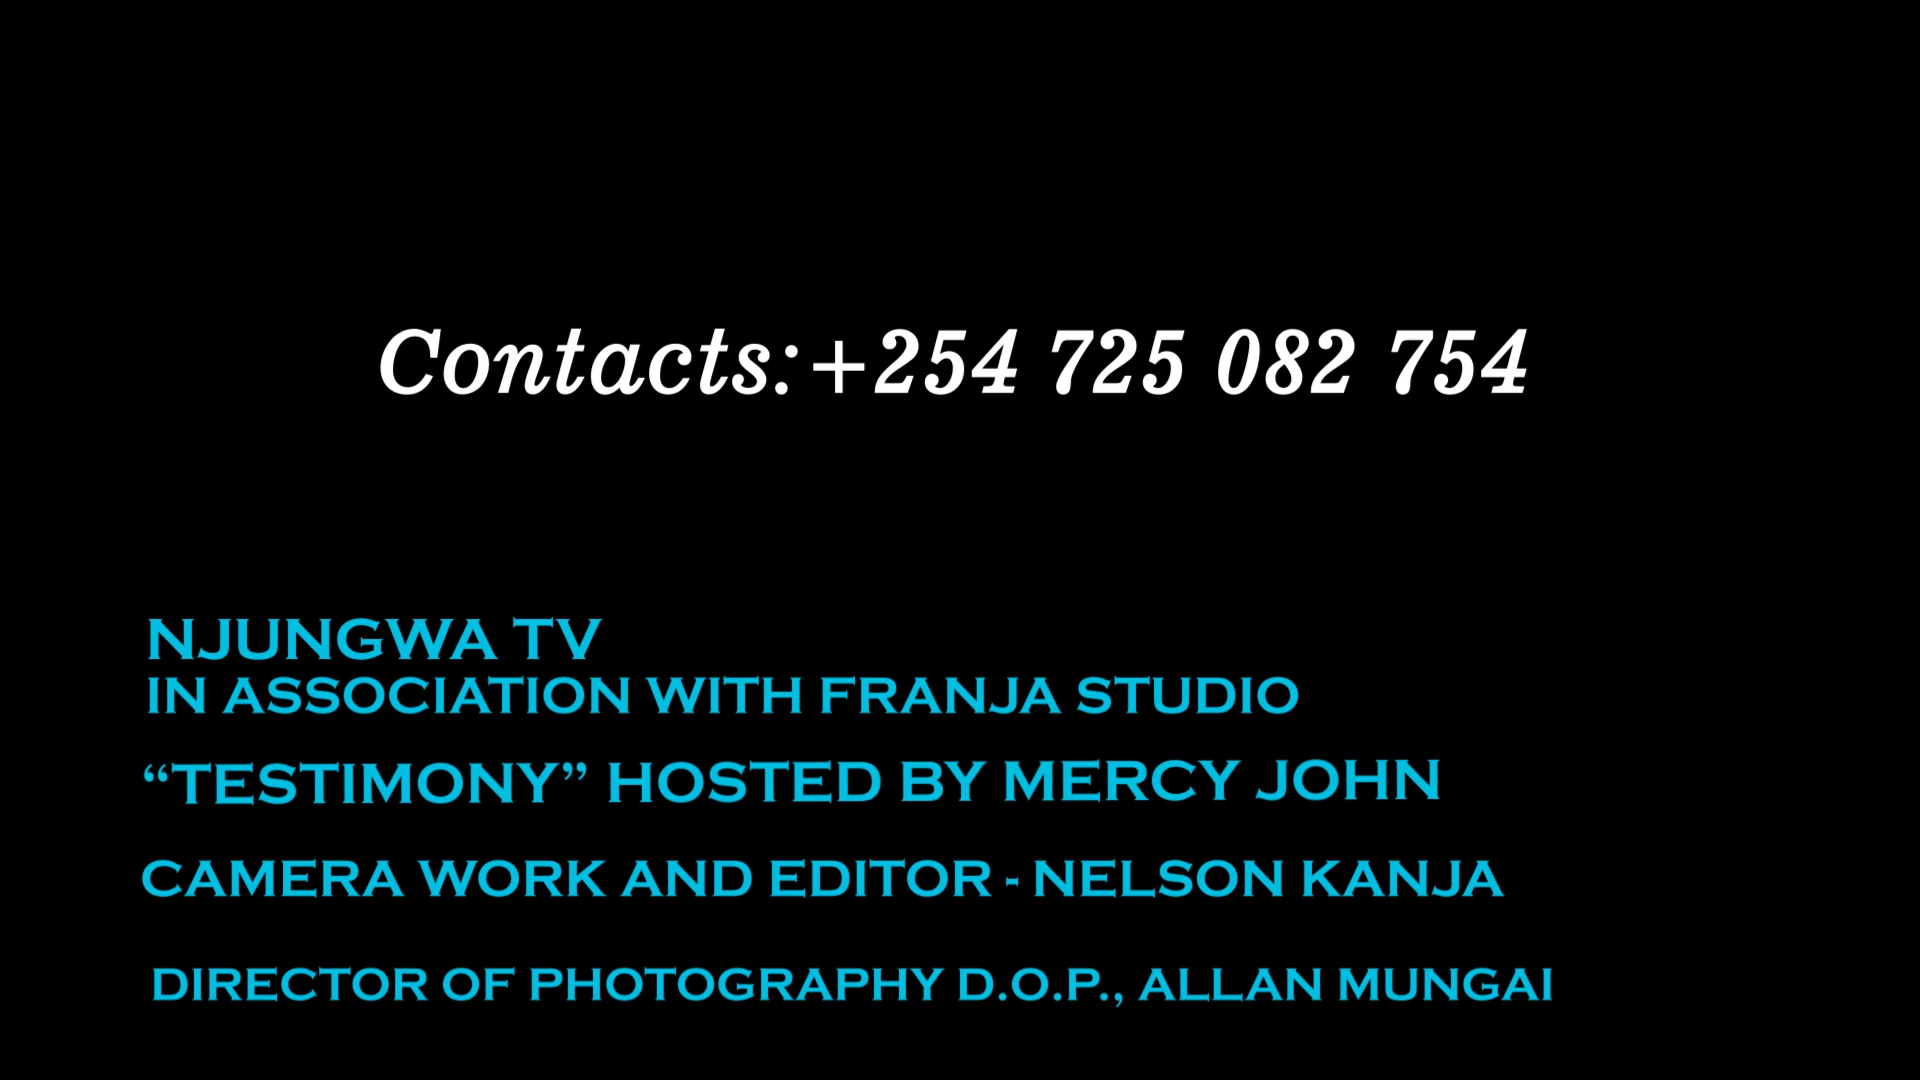 Contacts:+254 725 082 754
NJUNGWA TV
IN ASSOCIATION WITH FRANJA STUDIO
“TESTIMONY” HOSTED BY MERCY JOHN
CAMERA WORK AND EDITOR - NELSON KANJA
DIRECTOR OF PHOTOGRAPHY D.O.P., ALLAN MUNGAI